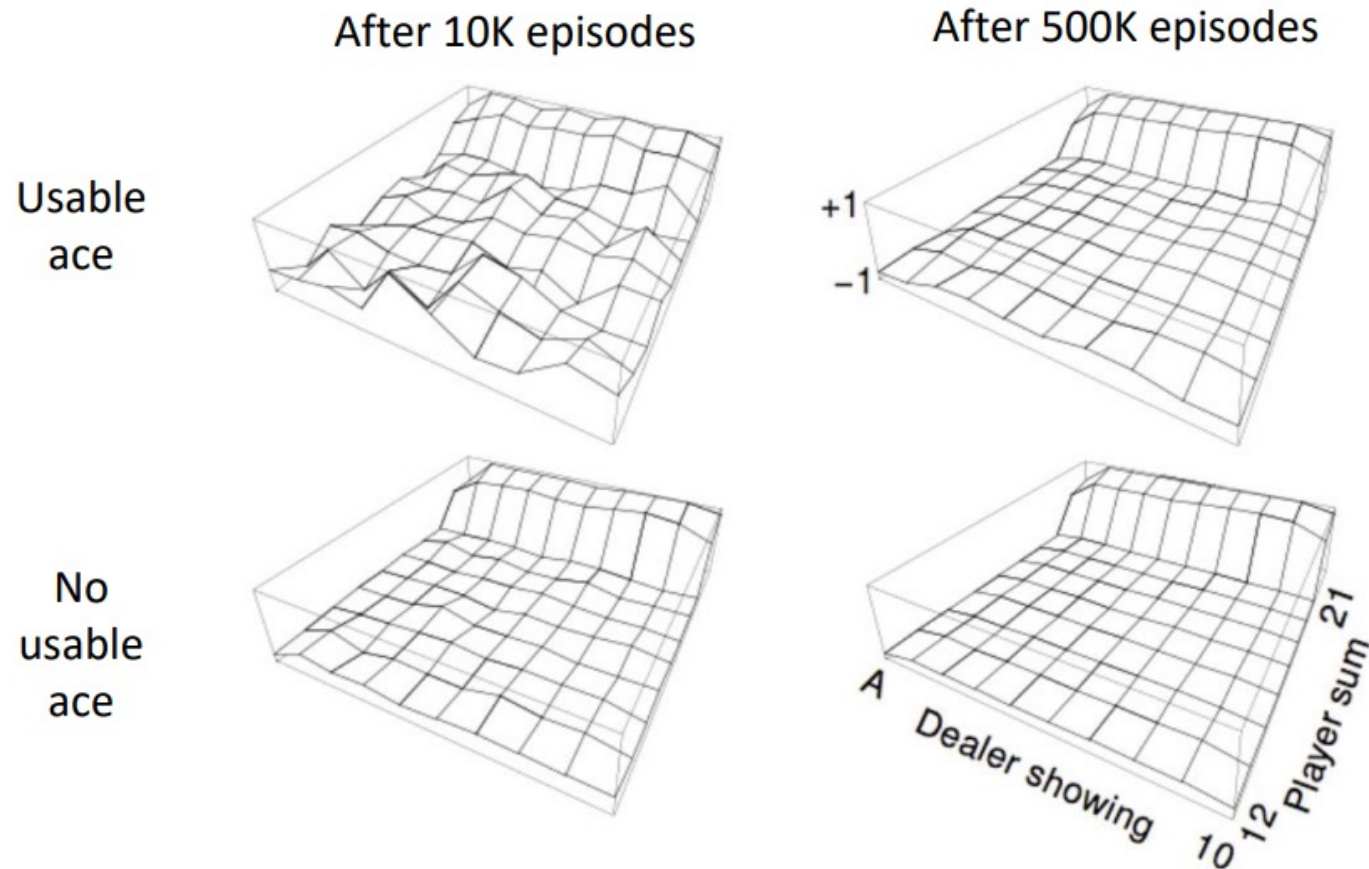 After 10K episodes
After 500K episodes
Usable
ace
+1
−1
No
usable
ace
A
Dealer showing
10
12
Player sum
21